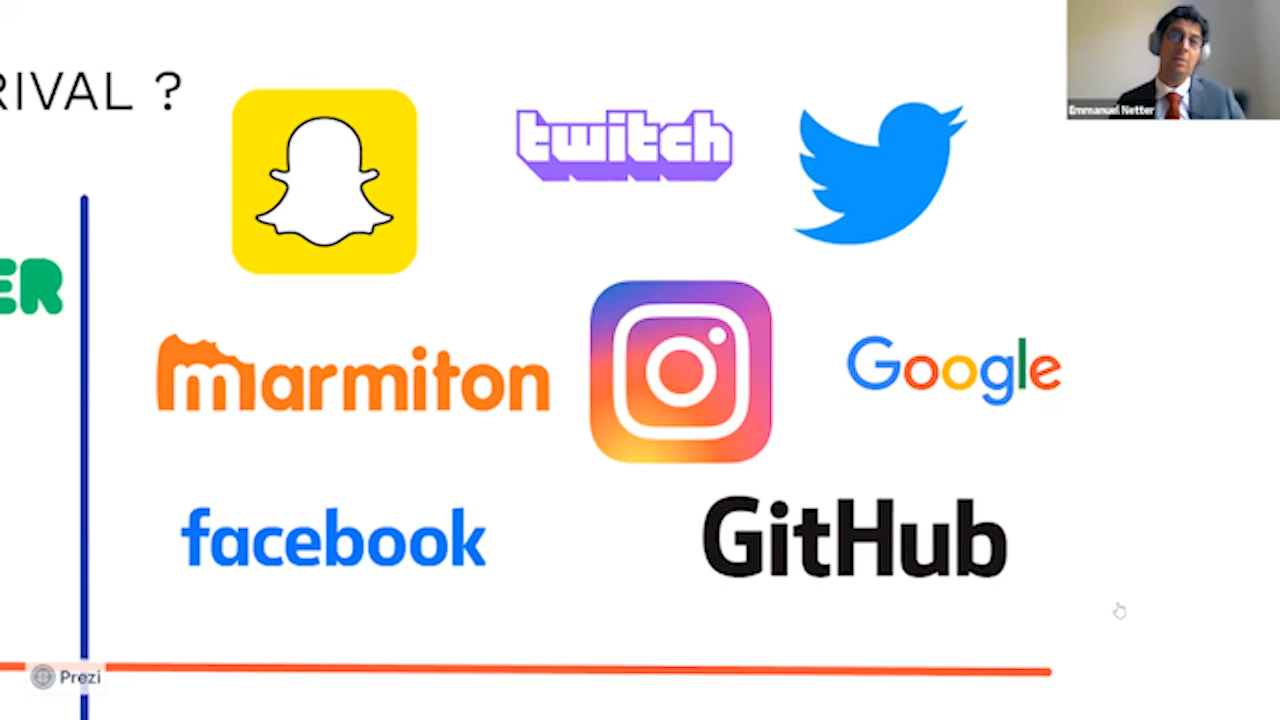 RIVAL ?
Emmanuel Netter
twitch
ER
marmiton
Google
facebook
GitHub
Prezi